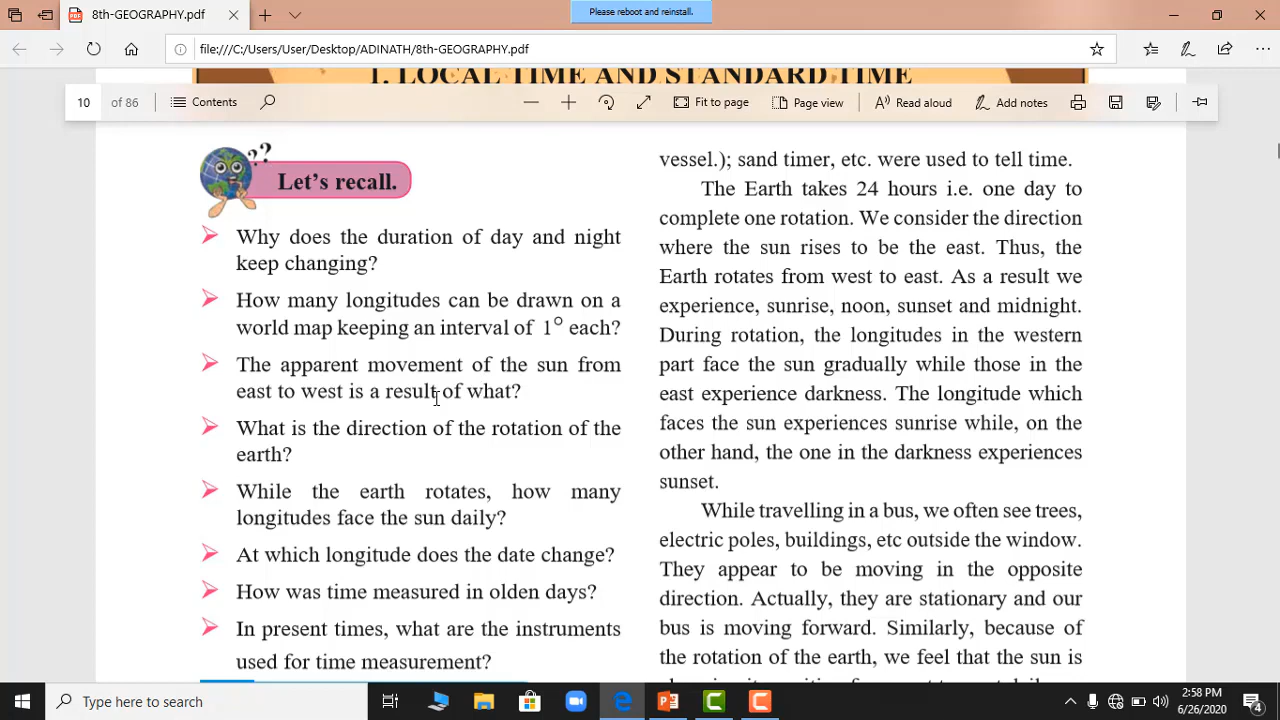 8th-GEOGRAPHY.pdf
Please reboot and reinstall.
file:///C:/Users/User/Desktop/ADINATH/8th-GEOGRAPHY.pdf
1. LOCAL TIME AND STANDARD TIME
10 of 86
Contents
Fit to page
Page view
Read aloud
Add notes
??
Let's recall.
Why does the duration of day and night
keep changing?
How many longitudes can be drawn on a
world map keeping an interval of 1° each?
The apparent movement of the sun from
east to west is a result of what?
What is the direction of the rotation of the
earth?
While the earth rotates, how many
longitudes face the sun daily?
At which longitude does the date change?
How was time measured in olden days?
In present times, what are the instruments
used for time measurement?
vessel.); sand timer, etc. were used to tell time.
The Earth takes 24 hours i.e. one day to
complete one rotation. We consider the direction
where the sun rises to be the east. Thus, the
Earth rotates from west to east. As a result we
experience, sunrise, noon, sunset and midnight.
During rotation, the longitudes in the western
part face the sun gradually while those in the
east experience darkness. The longitude which
faces the sun experiences sunrise while, on the
other hand, the one in the darkness experiences
sunset.
While travelling in a bus, we often see trees,
electric poles, buildings, etc outside the window.
They appear to be moving in the opposite
direction. Actually, they are stationary and our
bus is moving forward. Similarly, because of
the rotation of the earth, we feel that the sun is
Type here to search
2:58 PM
6/26/2020
4